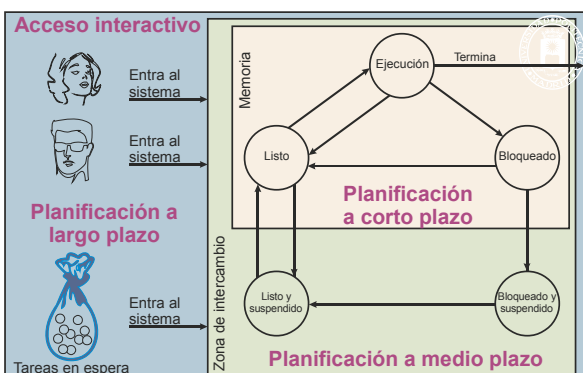 Acceso interactivo
Entra al
sistema
Entra al
sistema
Planificación a
largo plazo
Entra al
sistema
Tareas en espera
Memoria
Ejecución
Termina
Listo
Bloqueado
Planificación
a corto plazo
Zona de intercambio
Listo y
suspendido
Bloqueado y
suspendido
Planificación a medio plazo